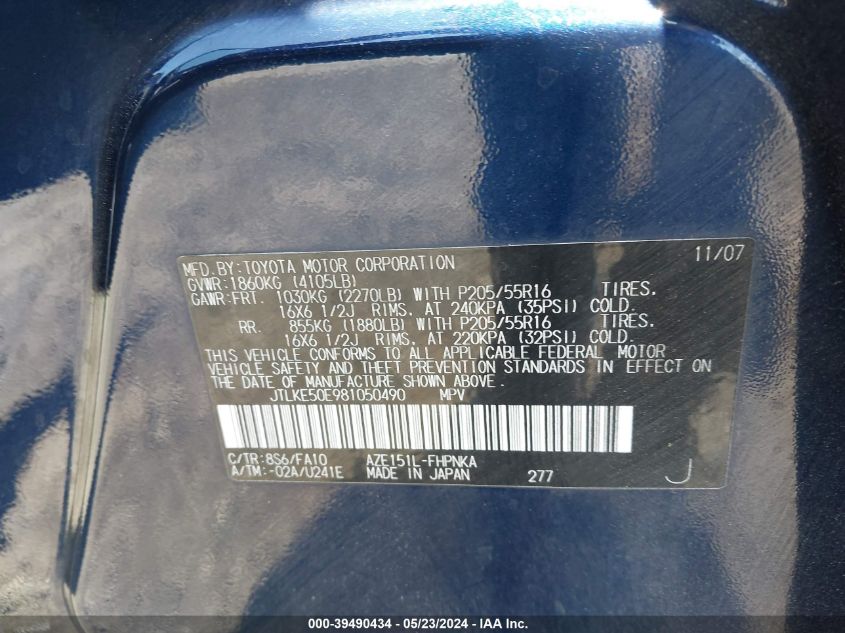 11/07
MFD.BY:TOYOTA MOTOR CORPORATION
GVWR:1860KG (4105LB)
GAWR:FRT. 1030KG (2270LB) WITH P205/55R16 TIRES.
16X6 1/2J RIMS, AT 240KPA (35PSI) COLD.
RR. 855KG (1880LB) WITH P205/55R16 TIRES.
16X6 1/2J RIMS, AT 220KPA (32PSI) COLD.
THIS VEHICLE CONFORMS TO ALL APPLICABLE FEDERAL MOTOR
VEHICLE SAFETY AND THEFT PREVENTION STANDARDS IN EFFECT ON
THE DATE OF MANUFACTURE SHOWN ABOVE.
JTLKE50E981050490 MPV
C/TR:8S6/FA10 AZE151L-FHPNKA
A/TM:-02A/U241E MADE IN JAPAN 277 J
000-39490434 - 05/23/2024 - IAA Inc.